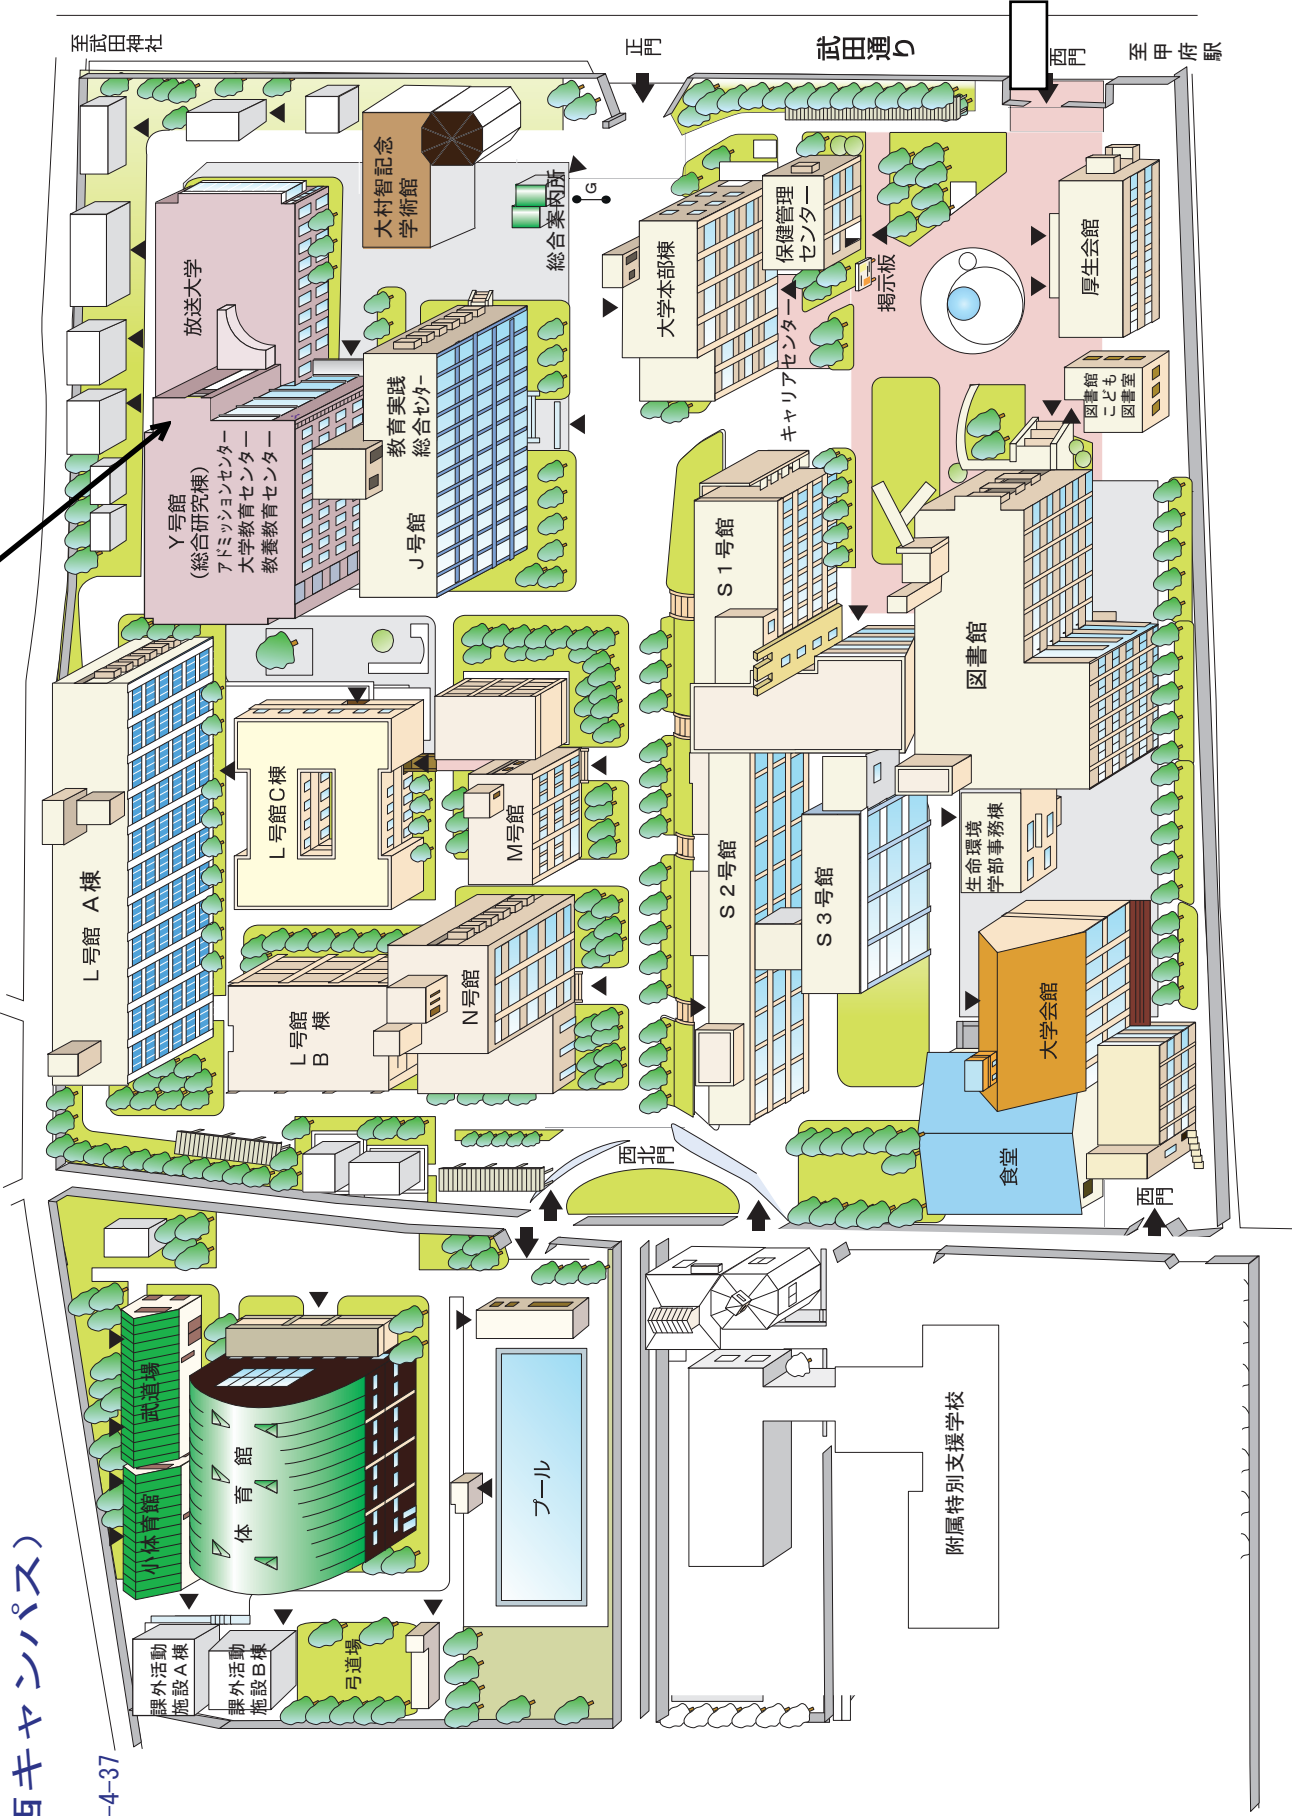 西キャンパス）
-4-37
至武田神社
正門
武田通り
西門
至甲府駅
放送大学
大村智記念
学術館
総合案内所
G
Y号館
（総合研究棟）
アドミッションセンター
大学教育センター
教養教育センター
教育実践
総合センター
J号館
大学本部棟
保健管理
センター
キャリアセンター
掲示板
厚生会館
図書館
こども
図書室
L号館 A棟
L号館C棟
M号館
L号館
B 棟
N号館
S1号館
S2号館
S3号館
図書館
生命環境
学部事務棟
大学会館
食堂
西北門
西門
武道場
小体育館
体育館
プール
課外活動
施設A棟
課外活動
施設B棟
弓道場
附属特別支援学校